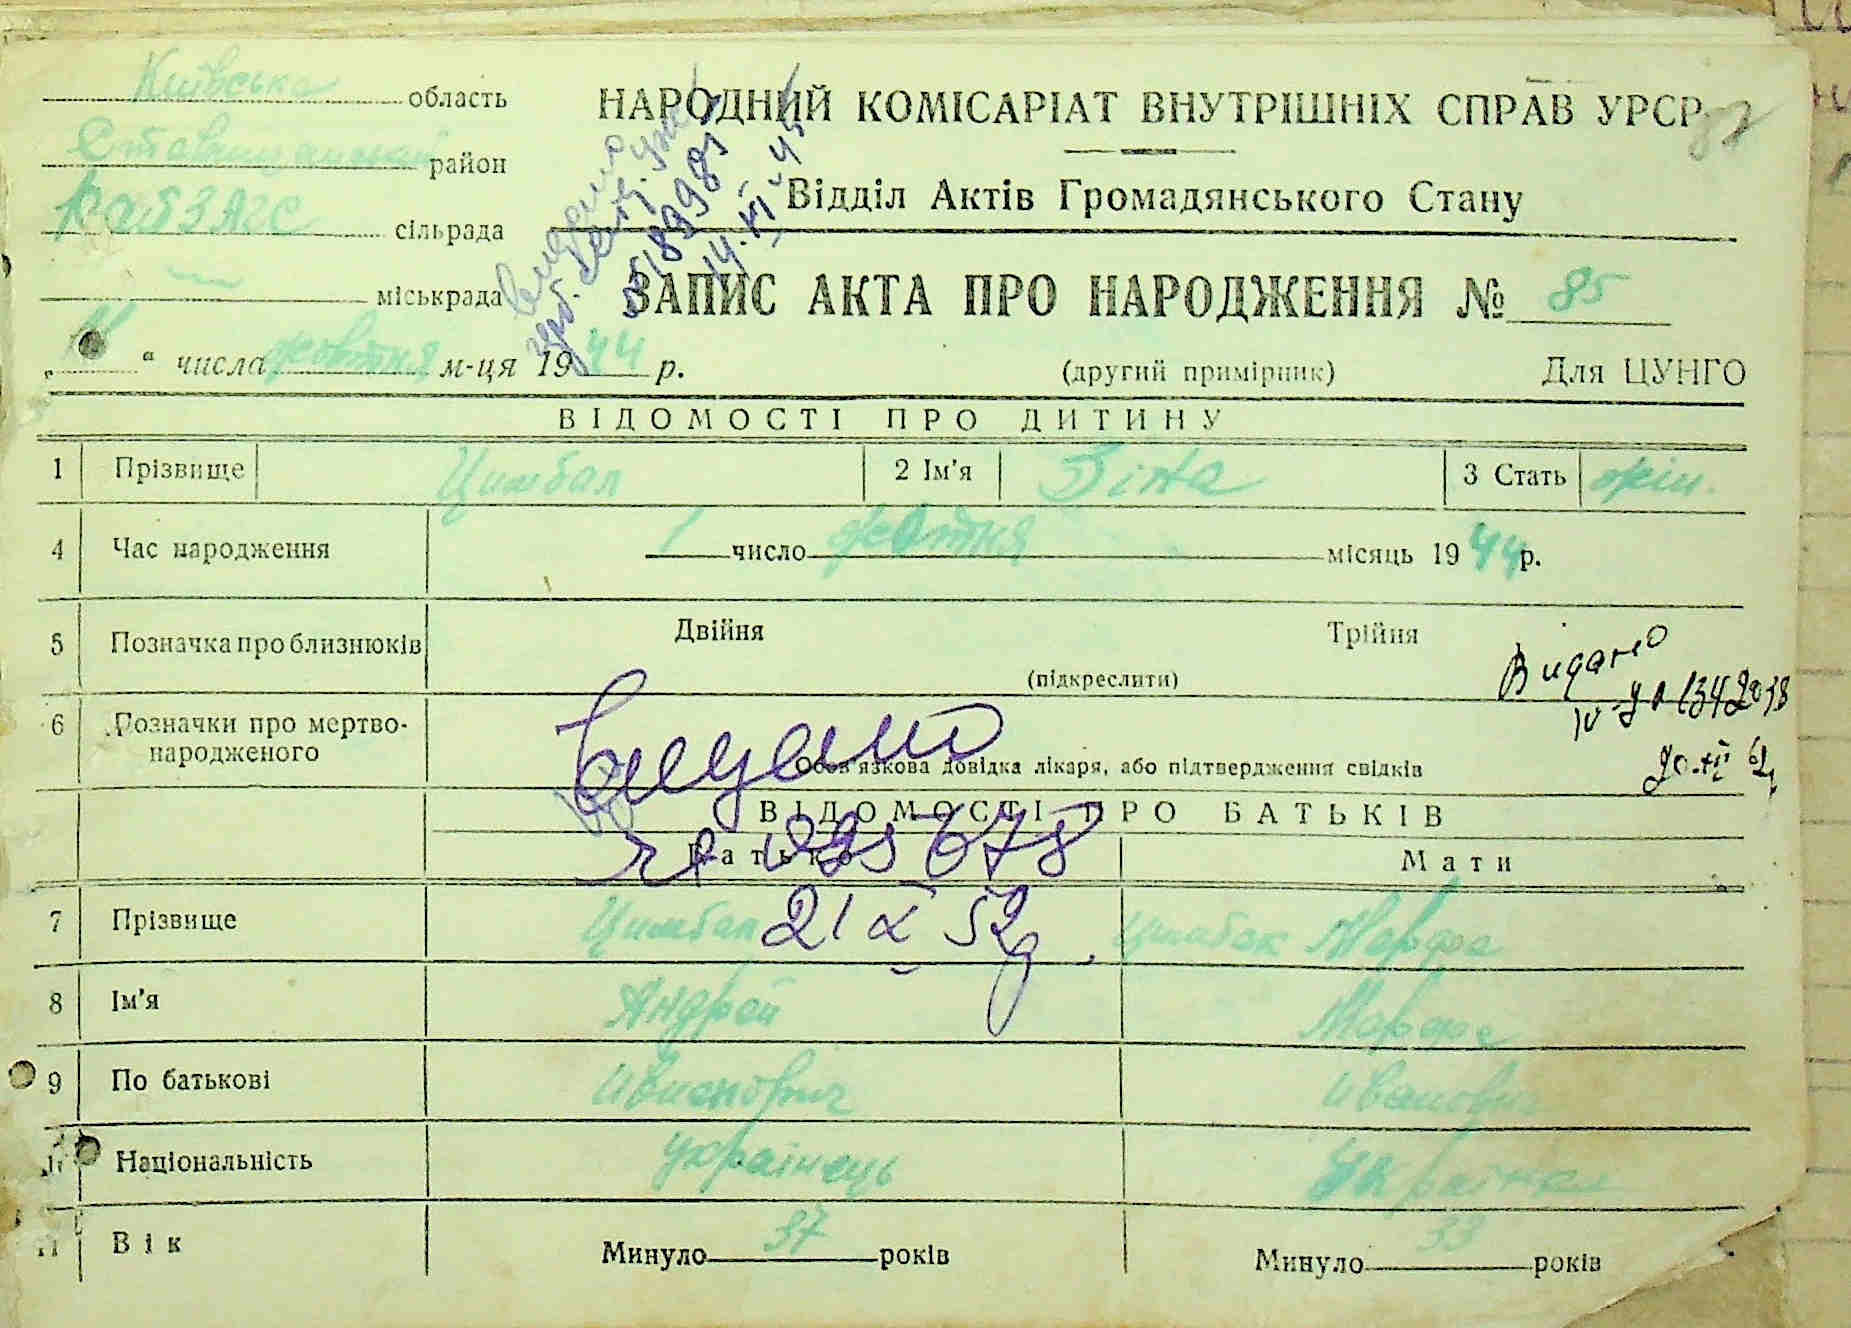 Київська область
Ставищанський район
РайЗАГС сільрада
міськрада
НАРОДНИЙ КОМІСАРІАТ ВНУТРІШНІХ СПРАВ УРСР
Відділ Актів Громадянського Стану
ЗАПИС АКТА ПРО НАРОДЖЕННЯ № 85
„ “ числа жовтня м-ця 1944 р.
(другий примірник) Для ЦУНГО
ВІДОМОСТІ ПРО ДИТИНУ
1 Прізвище Цимбал 2 Ім'я Зіна 3 Стать жін.
4 Час народження 1 число жовтня місяць 1944 р.
5 Позначка про близнюків Двійня Трійня
(підкреслити)
Видано
6 Позначки про мертво-
народженого
Обов'язкова довідка лікаря, або підтвердження свідків
Видано
ВІДОМОСТІ ПРО БАТЬКІВ
Батько Мати
21 X 52
7 Прізвище Цимбал Цимбал Марфа
8 Ім'я Андрей Марфа
9 По батькові Иванович
10 Національність українець Українка
11 Вік Минуло 37 років Минуло 33 років